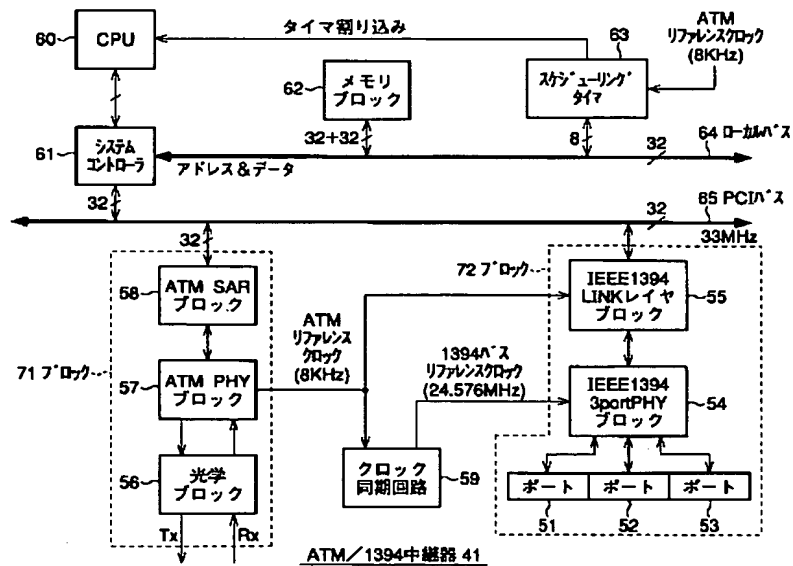 60
CPU
タイマ割り込み
63
ATM
リファレンスクロック
(8KHz)
62
メモリ
ブロック
スケジューリング
タイマ
61
システム
コントローラ
32+32
8
32
64 ローカルバス
アドレス&データ
32
32
65 PCIバス
33MHz
32
72 ブロック
58
ATM SAR
ブロック
IEEE1394
LINKレイヤ
ブロック
55
ATM
リファレンス
クロック
(8KHz)
71 ブロック
57
ATM PHY
ブロック
1394バス
リファレンスクロック
(24.576MHz)
IEEE1394
3portPHY
ブロック
54
56
光学
ブロック
クロック
同期回路
59
ポート
ポート
ポート
51
52
53
Tx
Rx
ATM/1394中継器 41